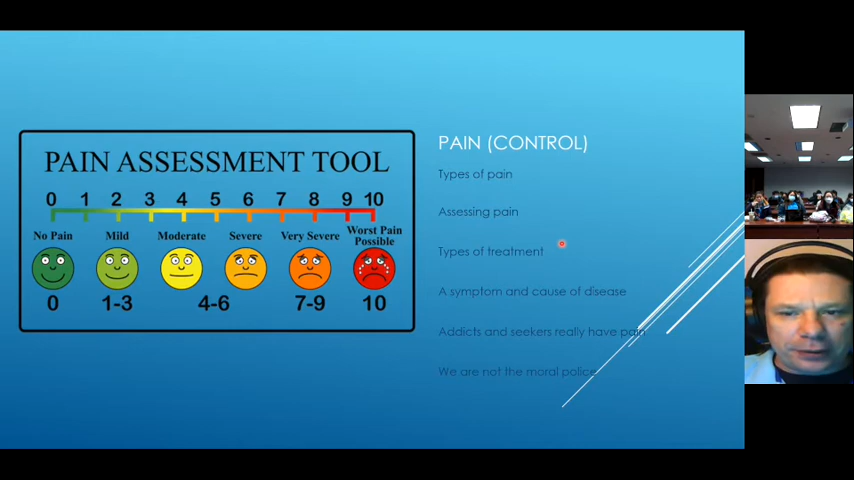 PAIN ASSESSMENT TOOL
0 1 2 3 4 5 6 7 8 9 10
No Pain Mild Moderate Severe Very Severe Worst Pain Possible
0 1-3 4-6 7-9 10
PAIN (CONTROL)
Types of pain
Assessing pain
Types of treatment
A symptom and cause of disease
Addicts and seekers really have pain
We are not the moral police